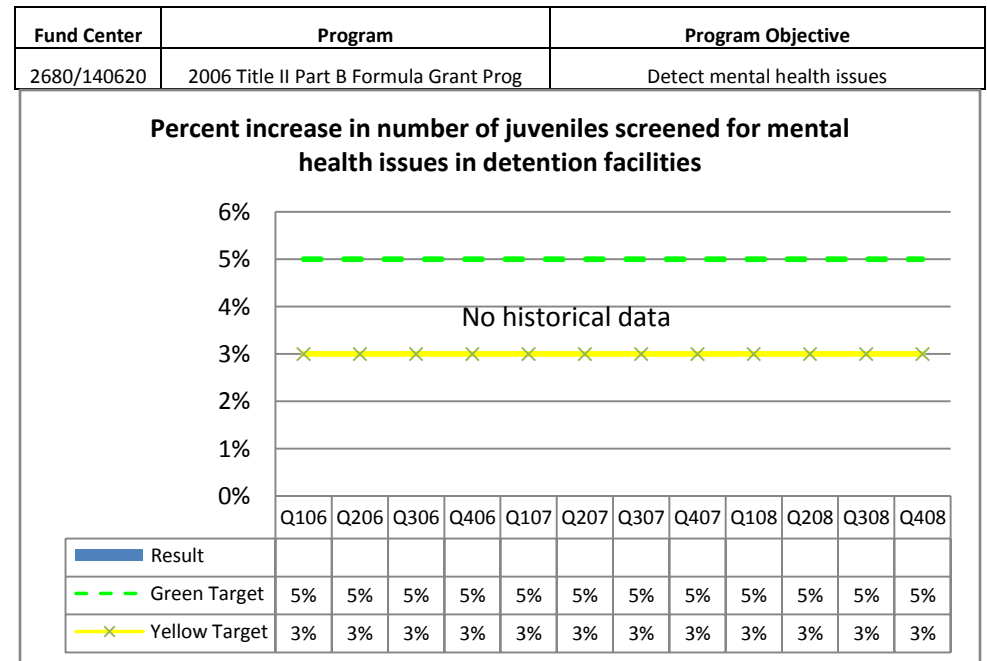 Fund Center Program Program Objective
2680/140620 2006 Title II Part B Formula Grant Prog Detect mental health issues
Percent increase in number of juveniles screened for mental
health issues in detention facilities
6%
5%
4%
No historical data
3%
2%
1%
0%
Q106 Q206 Q306 Q406 Q107 Q207 Q307 Q407 Q108 Q208 Q308 Q408
Result
Green Target 5% 5% 5% 5% 5% 5% 5% 5% 5% 5% 5% 5%
Yellow Target 3% 3% 3% 3% 3% 3% 3% 3% 3% 3% 3% 3%